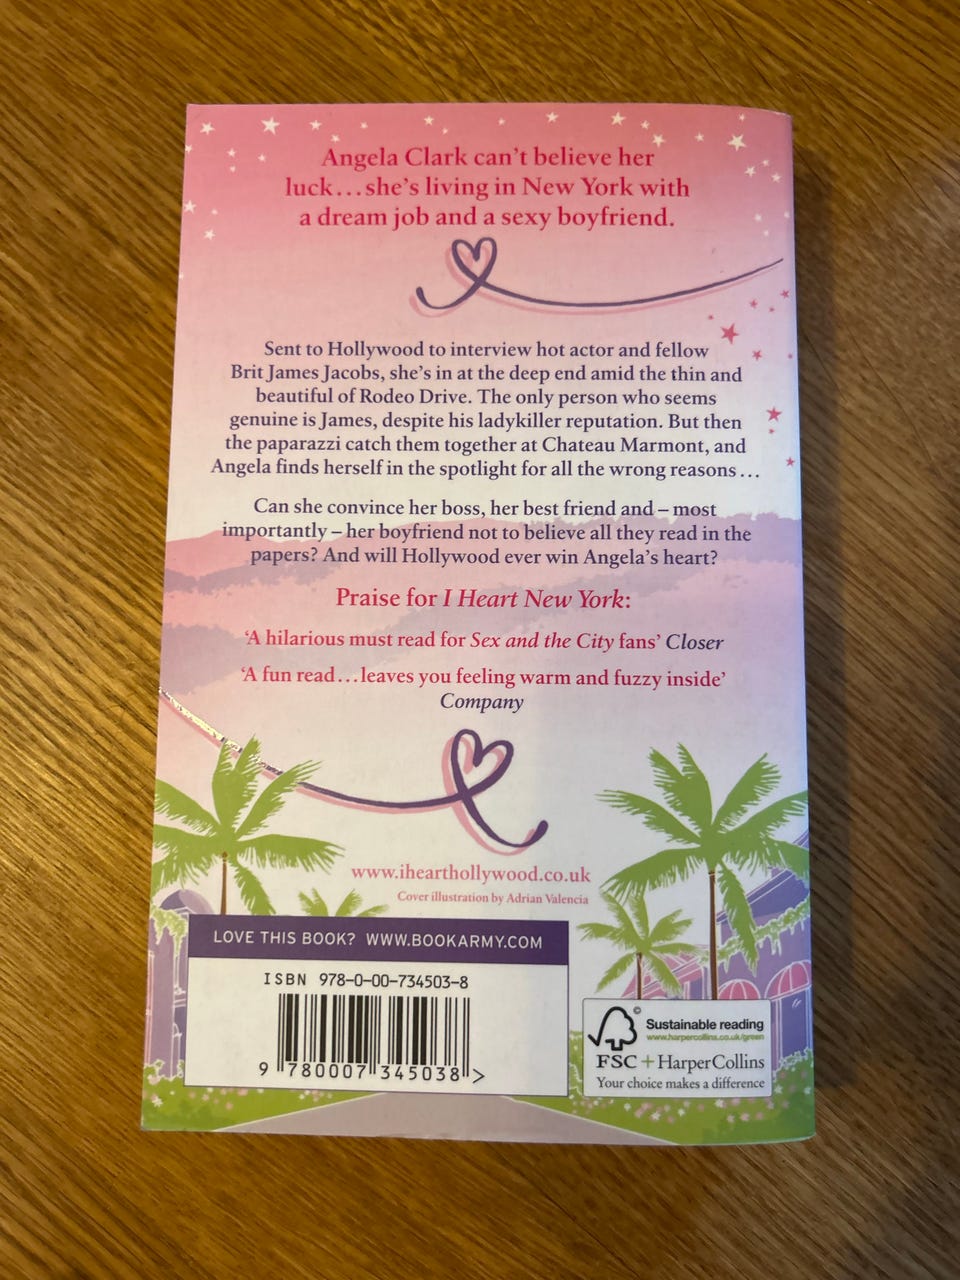 Angela Clark can't believe her
luck...she's living in New York with
a dream job and a sexy boyfriend.
Sent to Hollywood to interview hot actor and fellow
Brit James Jacobs, she's in at the deep end amid the thin and
beautiful of Rodeo Drive. The only person who seems
genuine is James, despite his ladykiller reputation. But then
the paparazzi catch them together at Chateau Marmont, and
Angela finds herself in the spotlight for all the wrong reasons...
Can she convince her boss, her best friend and – most
importantly – her boyfriend not to believe all they read in the
papers? And will Hollywood ever win Angela's heart?
Praise for I Heart New York:
'A hilarious must read for Sex and the City fans' Closer
'A fun read...leaves you feeling warm and fuzzy inside'
Company
www.ihearthollywood.co.uk
Cover illustration by Adrian Valencia
LOVE THIS BOOK? WWW.BOOKARMY.COM
ISBN 978-0-00-734503-8
9 780007 345038 >
©
Sustainable reading
www.harpercollins.co.uk/green
FSC + HarperCollins
Your choice makes a difference